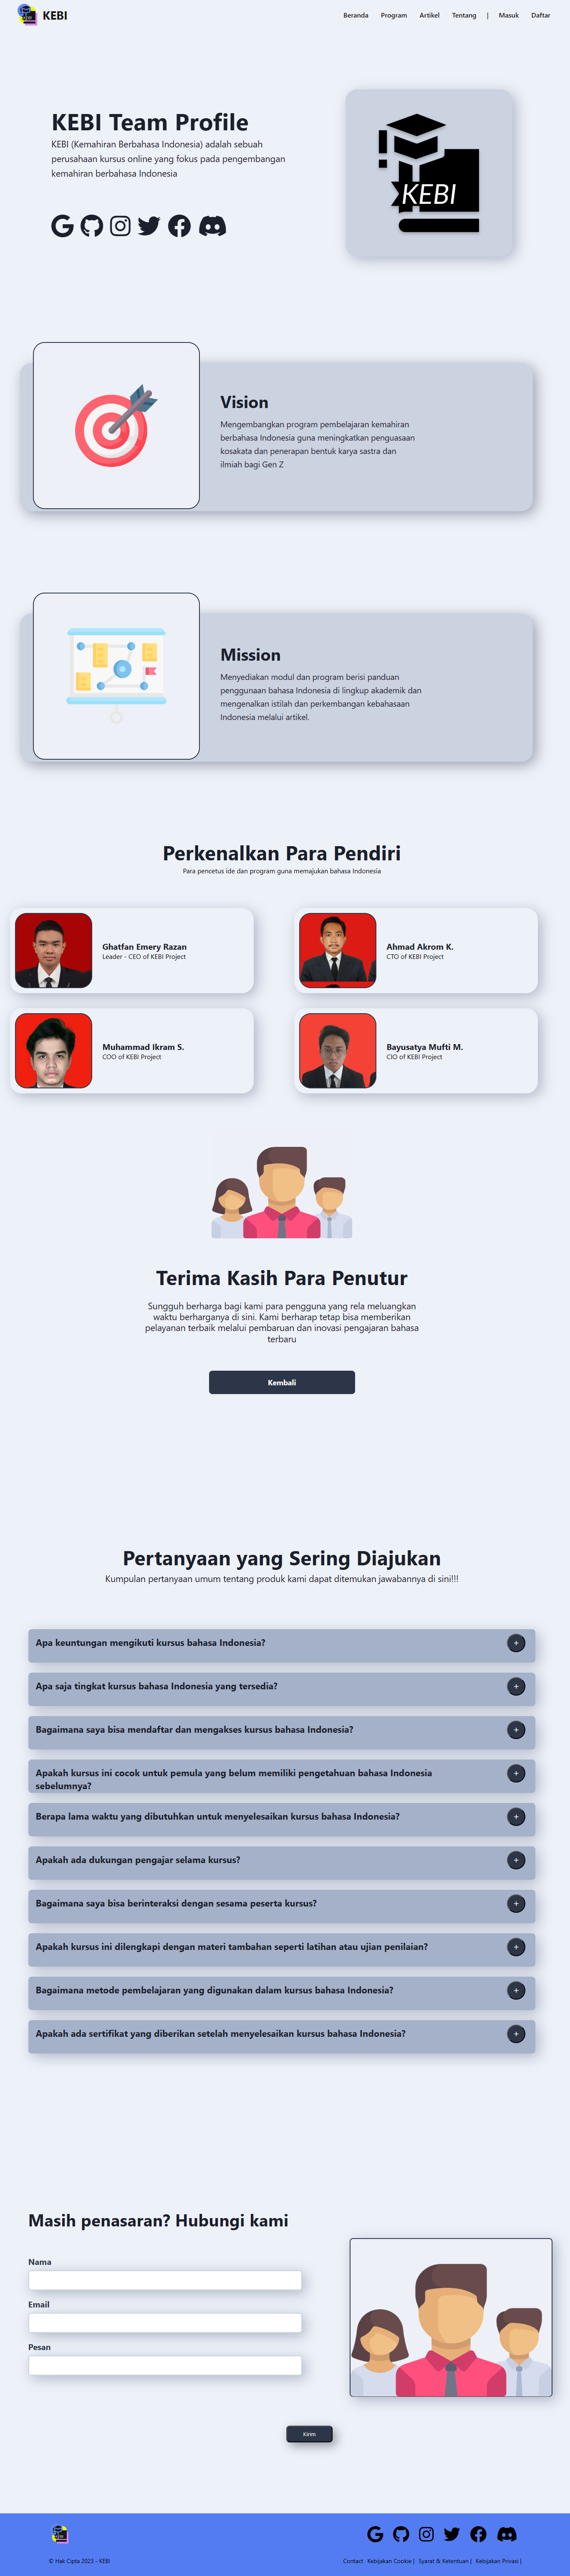 KEBI
Beranda Program Artikel Tentang | Masuk Daftar
KEBI Team Profile
KEBI (Kemahiran Berbahasa Indonesia) adalah sebuah
perusahaan kursus online yang fokus pada pengembangan
kemahiran berbahasa Indonesia
KEBI
Vision
Mengembangkan program pembelajaran kemahiran
berbahasa Indonesia guna meningkatkan penguasaan
kosakata dan penerapan bentuk karya sastra dan
ilmiah bagi Gen Z
Mission
Menyediakan modul dan program berisi panduan
penggunaan bahasa Indonesia di lingkup akademik dan
mengenalkan istilah dan perkembangan kebahasaan
Indonesia melalui artikel.
Perkenalkan Para Pendiri
Para pencetus ide dan program guna memajukan bahasa Indonesia
Ghatfan Emery Razan
Leader - CEO of KEBI Project
Ahmad Akrom K.
CTO of KEBI Project
Muhammad Ikram S.
COO of KEBI Project
Bayusatya Mufti M.
CIO of KEBI Project
Terima Kasih Para Penutur
Sungguh berharga bagi kami para pengguna yang rela meluangkan
waktu berharganya di sini. Kami berharap tetap bisa memberikan
pelayanan terbaik melalui pembaruan dan inovasi pengajaran bahasa
terbaru
Kembali
Pertanyaan yang Sering Diajukan
Kumpulan pertanyaan umum tentang produk kami dapat ditemukan jawabannya di sini!!!
Apa keuntungan mengikuti kursus bahasa Indonesia? +
Apa saja tingkat kursus bahasa Indonesia yang tersedia? +
Bagaimana saya bisa mendaftar dan mengakses kursus bahasa Indonesia? +
Apakah kursus ini cocok untuk pemula yang belum memiliki pengetahuan bahasa Indonesia +
sebelumnya?
Berapa lama waktu yang dibutuhkan untuk menyelesaikan kursus bahasa Indonesia? +
Apakah ada dukungan pengajar selama kursus? +
Bagaimana saya bisa berinteraksi dengan sesama peserta kursus? +
Apakah kursus ini dilengkapi dengan materi tambahan seperti latihan atau ujian penilaian? +
Bagaimana metode pembelajaran yang digunakan dalam kursus bahasa Indonesia? +
Apakah ada sertifikat yang diberikan setelah menyelesaikan kursus bahasa Indonesia? +
Masih penasaran? Hubungi kami
Nama
Email
Pesan
Kirim
© Hak Cipta 2023 - KEBI
Contact Kebijakan Cookie | Syarat & Ketentuan | Kebijakan Privasi |